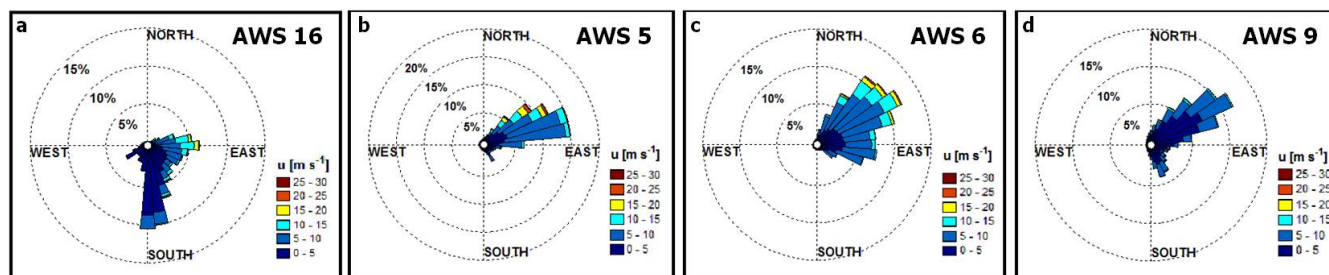 a
AWS 16
NORTH
15%
10%
5%
WEST
EAST
SOUTH
u [m s⁻¹]
25 - 30
20 - 25
15 - 20
10 - 15
5 - 10
0 - 5
b
AWS 5
NORTH
20%
15%
10%
5%
WEST
EAST
SOUTH
u [m s⁻¹]
25 - 30
20 - 25
15 - 20
10 - 15
5 - 10
0 - 5
c
AWS 6
NORTH
15%
10%
5%
WEST
EAST
SOUTH
u [m s⁻¹]
25 - 30
20 - 25
15 - 20
10 - 15
5 - 10
0 - 5
d
AWS 9
NORTH
15%
10%
5%
WEST
EAST
SOUTH
u [m s⁻¹]
25 - 30
20 - 25
15 - 20
10 - 15
5 - 10
0 - 5